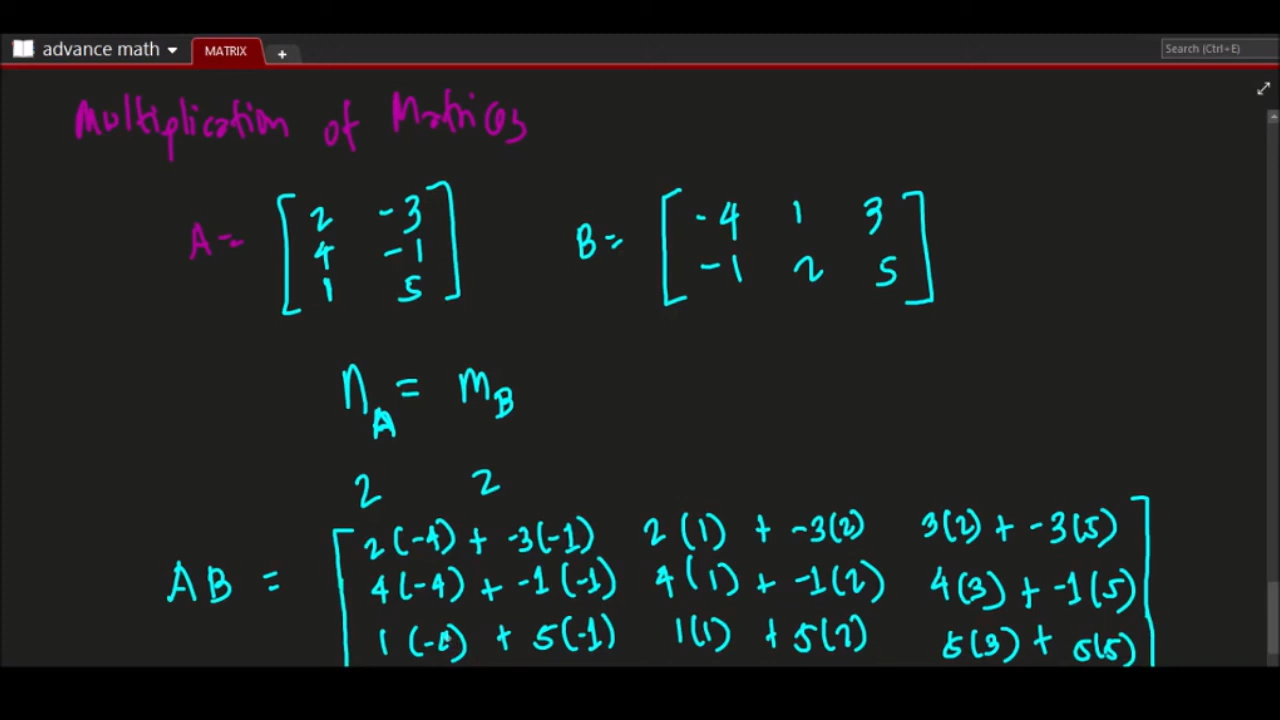 advance math MATRIX + Search (Ctrl+E)
Multiplication of Matrices
A = [ 2 -3 B = [ -4 1 3
4 -1 -1 2 5 ]
1 5 ]
n_A = m_B
2 2
AB = [ 2(-4) + -3(-1) 2(1) + -3(2) 3(2) + -3(5)
4(-4) + -1(-1) 4(1) + -1(2) 4(3) + -1(5)
1(-4) + 5(-1) 1(1) + 5(2) 5(3) + 5(5) ]